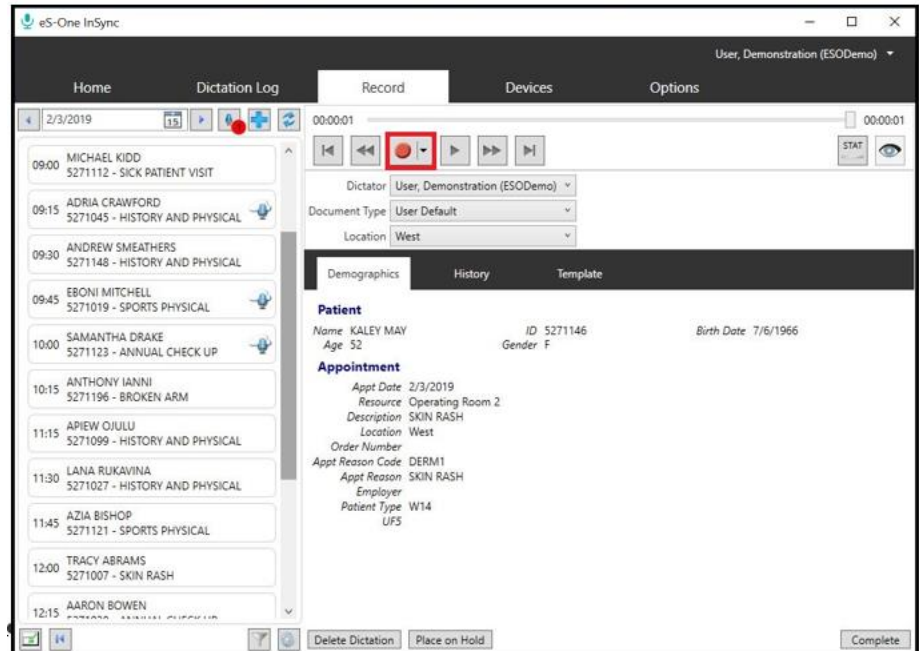 eS-One InSync
User, Demonstration (ESODemo)
Home Dictation Log Record Devices Options
2/3/2019 15
00:00:01 00:00:01
STAT
09:00 MICHAEL KIDD
5271112 - SICK PATIENT VISIT
09:15 ADRIA CRAWFORD
5271045 - HISTORY AND PHYSICAL
09:30 ANDREW SMEATHERS
5271148 - HISTORY AND PHYSICAL
09:45 EBONI MITCHELL
5271019 - SPORTS PHYSICAL
10:00 SAMANTHA DRAKE
5271123 - ANNUAL CHECK UP
10:15 ANTHONY IANNI
5271196 - BROKEN ARM
11:15 APIEW OJULU
5271099 - HISTORY AND PHYSICAL
11:30 LANA RUKAVINA
5271027 - HISTORY AND PHYSICAL
11:45 AZIA BISHOP
5271121 - SPORTS PHYSICAL
12:00 TRACY ABRAMS
5271007 - SKIN RASH
12:15 AARON BOWEN
Dictator User, Demonstration (ESODemo)
Document Type User Default
Location West
Demographics History Template
Patient
Name KALEY MAY ID 5271146 Birth Date 7/6/1966
Age 52 Gender F
Appointment
Appt Date 2/3/2019
Resource Operating Room 2
Description SKIN RASH
Location West
Order Number
Appt Reason Code DERM1
Appt Reason SKIN RASH
Employer
Patient Type W14
UF5
Delete Dictation Place on Hold Complete